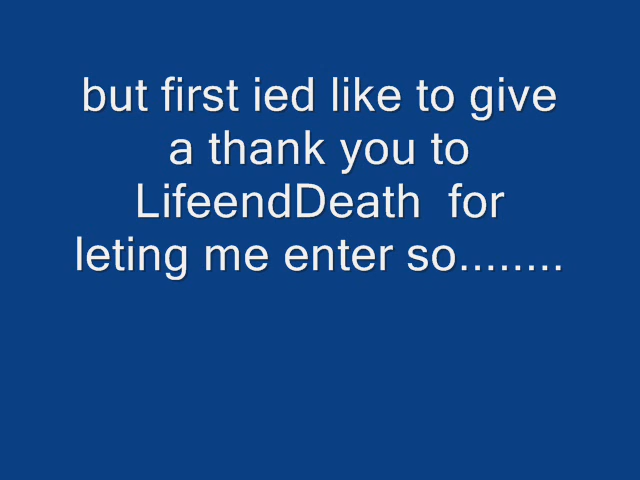 but first ied like to give
a thank you to
LifeendDeath  for
leting me enter so........